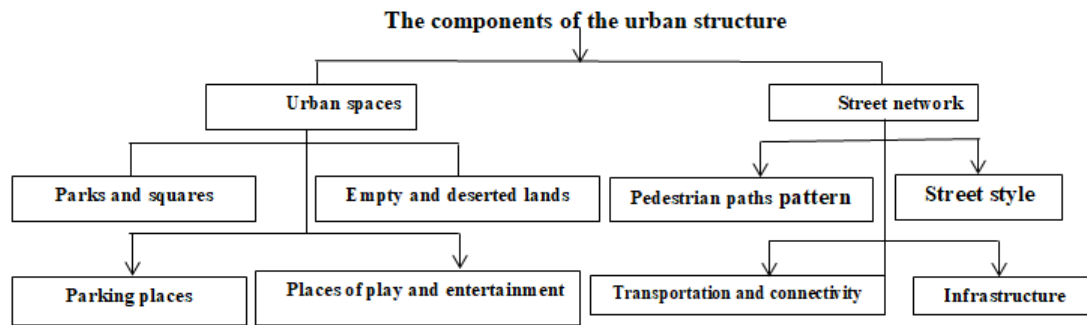 The components of the urban structure
Urban spaces
Street network
Parks and squares
Empty and deserted lands
Pedestrian paths pattern
Street style
Parking places
Places of play and entertainment
Transportation and connectivity
Infrastructure